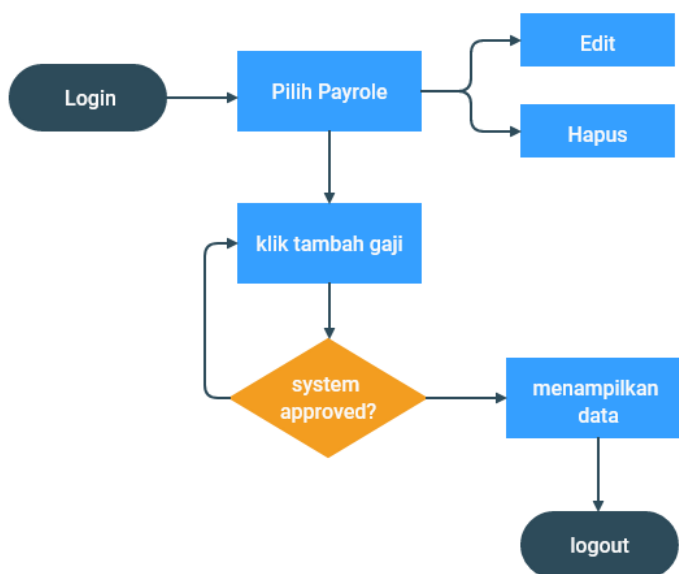 Login
Pilih Payrole
Edit
Hapus
klik tambah gaji
system
approved?
menampilkan
data
logout